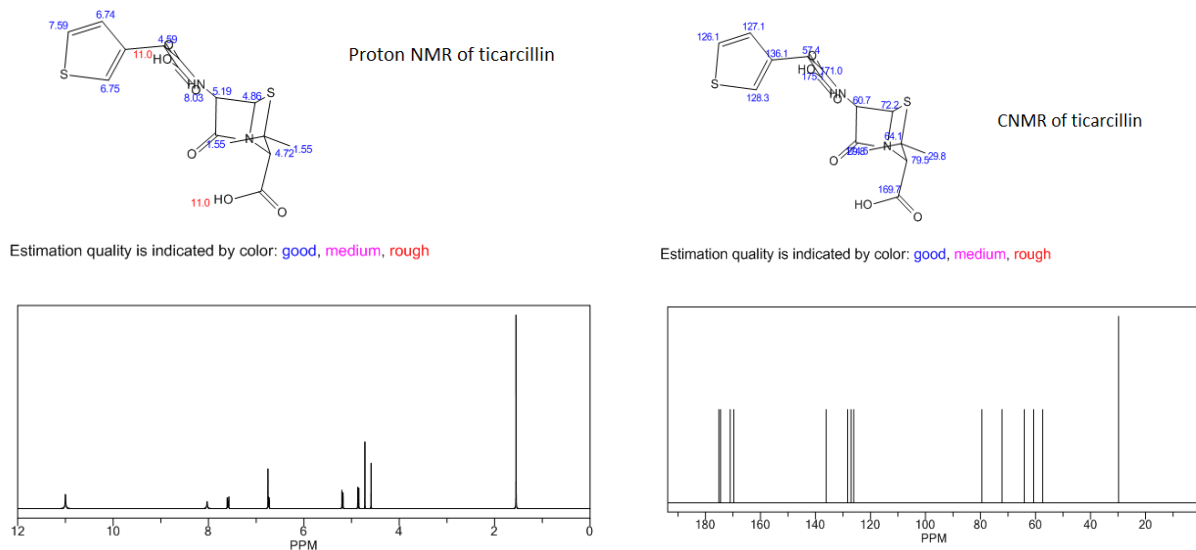 Proton NMR of ticarcillin
7.59
6.74
4.59
O
11.0
HO
S
6.75
O
HN
8.03
5.19
4.86
S
N
O
1.55
4.72
1.55
11.0
HO
O
Estimation quality is indicated by color: good, medium, rough
12 10 8 6 4 2 0
PPM
CNMR of ticarcillin
126.1
127.1
136.1
57.4
O
HO
171.0
S
128.3
O
HN
60.7
72.2
S
64.1
N
O
79.5
29.8
169.7
HO
O
Estimation quality is indicated by color: good, medium, rough
180 160 140 120 100 80 60 40 20 0
PPM